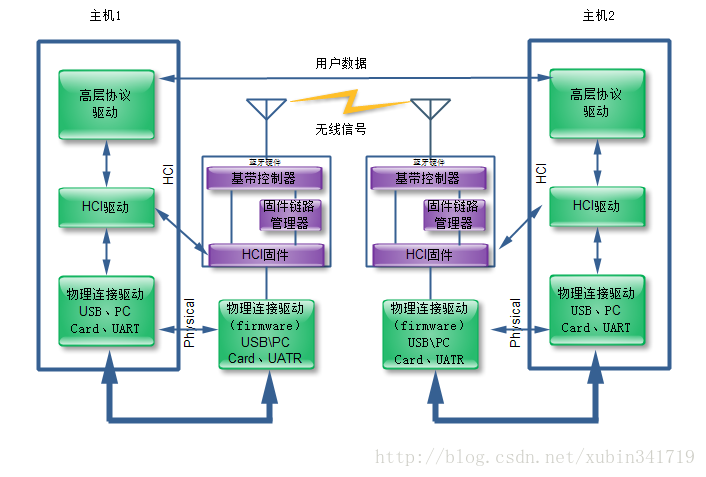 主机1
主机2
用户数据
高层协议
驱动
无线信号
高层协议
驱动
HCI
蓝牙硬件
基带控制器
固件链路
管理器
HCI固件
蓝牙硬件
基带控制器
固件链路
管理器
HCI固件
HCI
HCI驱动
HCI驱动
物理连接驱动
USB、PC
Card、UART
Physical
物理连接驱动
（firmware）
USB\PC
Card、UATR
物理连接驱动
（firmware）
USB\PC
Card、UATR
Physical
物理连接驱动
USB、PC
Card、UART
http://blog.csdn.net/xubin341719